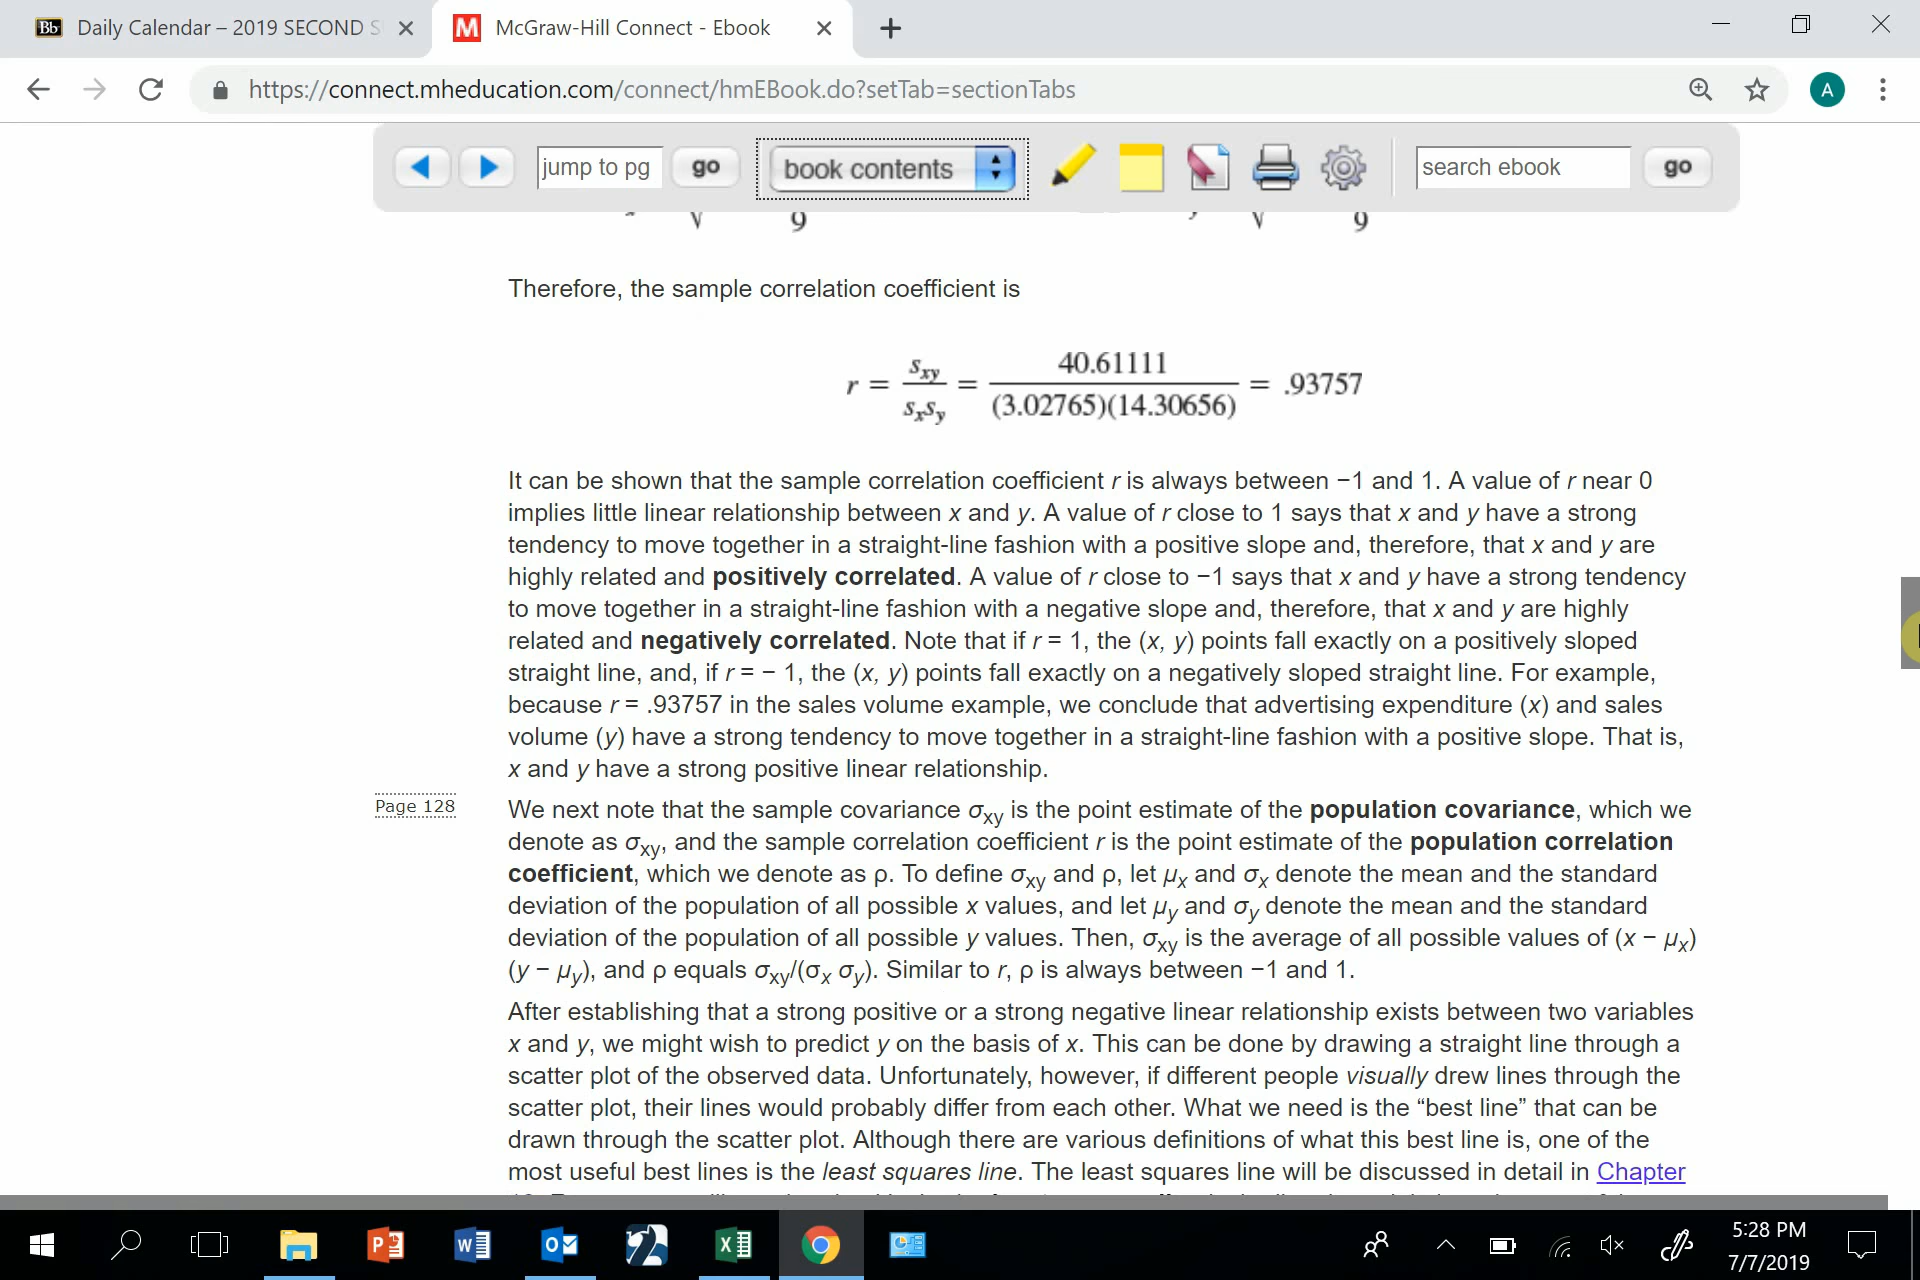 Daily Calendar – 2019 SECOND S
McGraw-Hill Connect - Ebook
https://connect.mheducation.com/connect/hmEBook.do?setTab=sectionTabs
A
jump to pg go book contents search ebook go
9 9
Therefore, the sample correlation coefficient is
r = sxy / sxsy = 40.61111 / (3.02765)(14.30656) = .93757
It can be shown that the sample correlation coefficient r is always between −1 and 1. A value of r near 0
implies little linear relationship between x and y. A value of r close to 1 says that x and y have a strong
tendency to move together in a straight-line fashion with a positive slope and, therefore, that x and y are
highly related and positively correlated. A value of r close to −1 says that x and y have a strong tendency
to move together in a straight-line fashion with a negative slope and, therefore, that x and y are highly
related and negatively correlated. Note that if r = 1, the (x, y) points fall exactly on a positively sloped
straight line, and, if r = − 1, the (x, y) points fall exactly on a negatively sloped straight line. For example,
because r = .93757 in the sales volume example, we conclude that advertising expenditure (x) and sales
volume (y) have a strong tendency to move together in a straight-line fashion with a positive slope. That is,
x and y have a strong positive linear relationship.
Page 128
We next note that the sample covariance σxy is the point estimate of the population covariance, which we
denote as σxy, and the sample correlation coefficient r is the point estimate of the population correlation
coefficient, which we denote as ρ. To define σxy and ρ, let μx and σx denote the mean and the standard
deviation of the population of all possible x values, and let μy and σy denote the mean and the standard
deviation of the population of all possible y values. Then, σxy is the average of all possible values of (x − μx)
(y − μy), and ρ equals σxy/(σx σy). Similar to r, ρ is always between −1 and 1.
After establishing that a strong positive or a strong negative linear relationship exists between two variables
x and y, we might wish to predict y on the basis of x. This can be done by drawing a straight line through a
scatter plot of the observed data. Unfortunately, however, if different people visually drew lines through the
scatter plot, their lines would probably differ from each other. What we need is the “best line” that can be
drawn through the scatter plot. Although there are various definitions of what this best line is, one of the
most useful best lines is the least squares line. The least squares line will be discussed in detail in Chapter
5:28 PM
7/7/2019